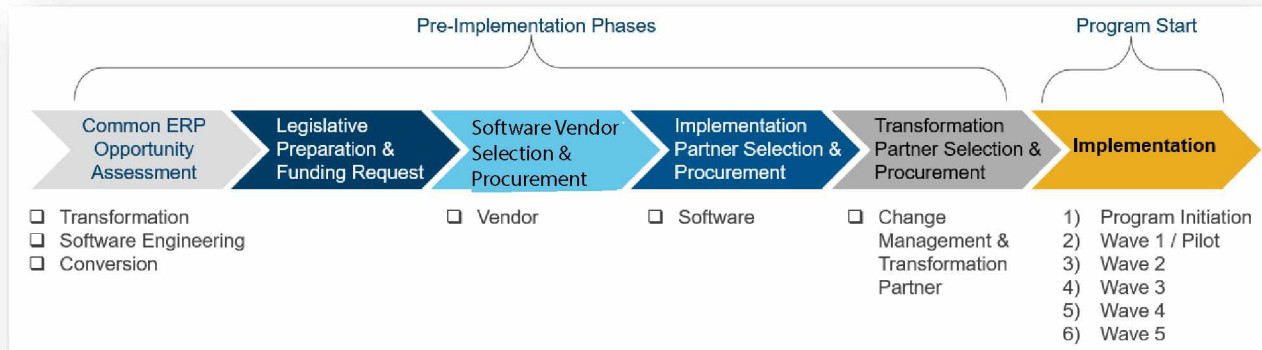 Pre-Implementation Phases
Program Start
Common ERP
Opportunity
Assessment
Legislative
Preparation &
Funding Request
Software Vendor
Selection &
Procurement
Implementation
Partner Selection &
Procurement
Transformation
Partner Selection &
Procurement
Implementation
❑ Transformation
❑ Software Engineering
❑ Conversion
❑ Vendor
❑ Software
❑ Change
Management &
Transformation
Partner
1) Program Initiation
2) Wave 1 / Pilot
3) Wave 2
4) Wave 3
5) Wave 4
6) Wave 5